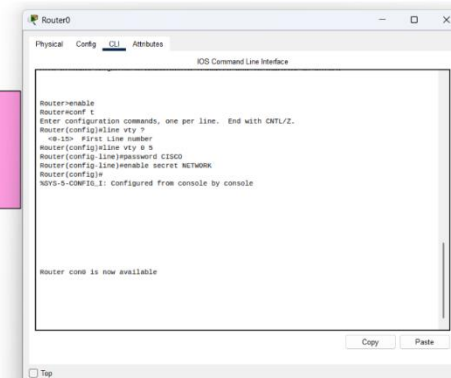 Router0
Physical Config CLI Attributes
IOS Command Line Interface
Router>enable
Router#conf t
Enter configuration commands, one per line. End with CNTL/Z.
Router(config)#line vty ?
<0-15> First Line number
Router(config)#line vty 0 5
Router(config-line)#password CISCO
Router(config-line)#enable secret NETWORK
Router(config)#
%SYS-5-CONFIG_I: Configured from console by console
Router con0 is now available
Copy Paste
Top